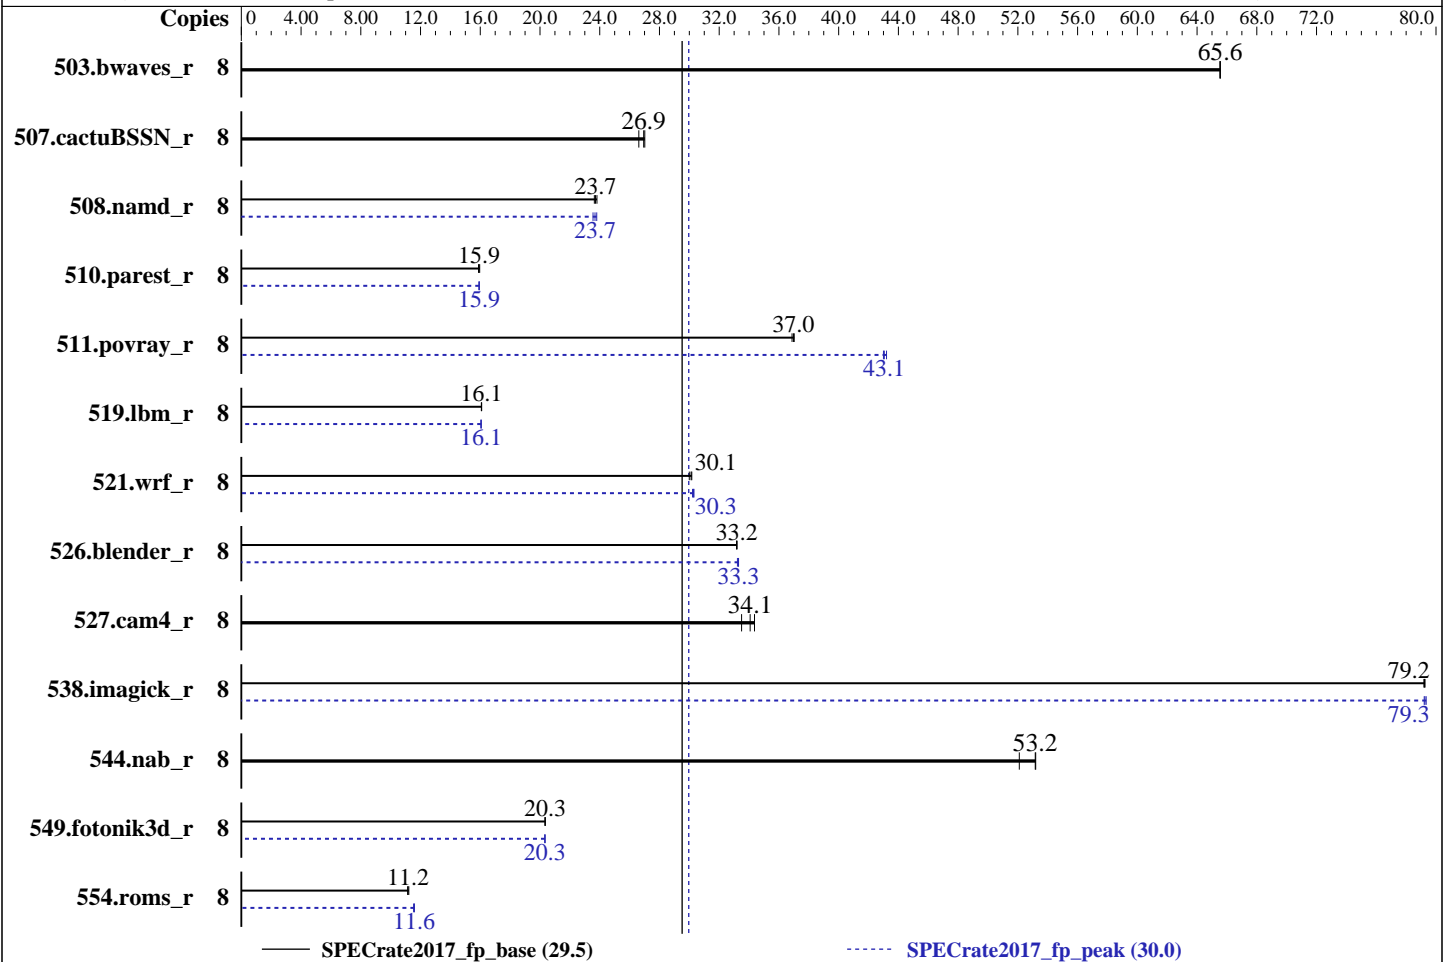 Copies 0 4.00 8.00 12.0 16.0 20.0 24.0 28.0 32.0 36.0 40.0 44.0 48.0 52.0 56.0 60.0 64.0 68.0 72.0 80.0
503.bwaves_r 8 65.6
507.cactuBSSN_r 8 26.9
508.namd_r 8 23.7
23.7
510.parest_r 8 15.9
15.9
511.povray_r 8 37.0
43.1
519.lbm_r 8 16.1
16.1
521.wrf_r 8 30.1
30.3
526.blender_r 8 33.2
33.3
527.cam4_r 8 34.1
538.imagick_r 8 79.2
79.3
544.nab_r 8 53.2
549.fotonik3d_r 8 20.3
20.3
554.roms_r 8 11.2
11.6
SPECrate2017_fp_base (29.5) SPECrate2017_fp_peak (30.0)